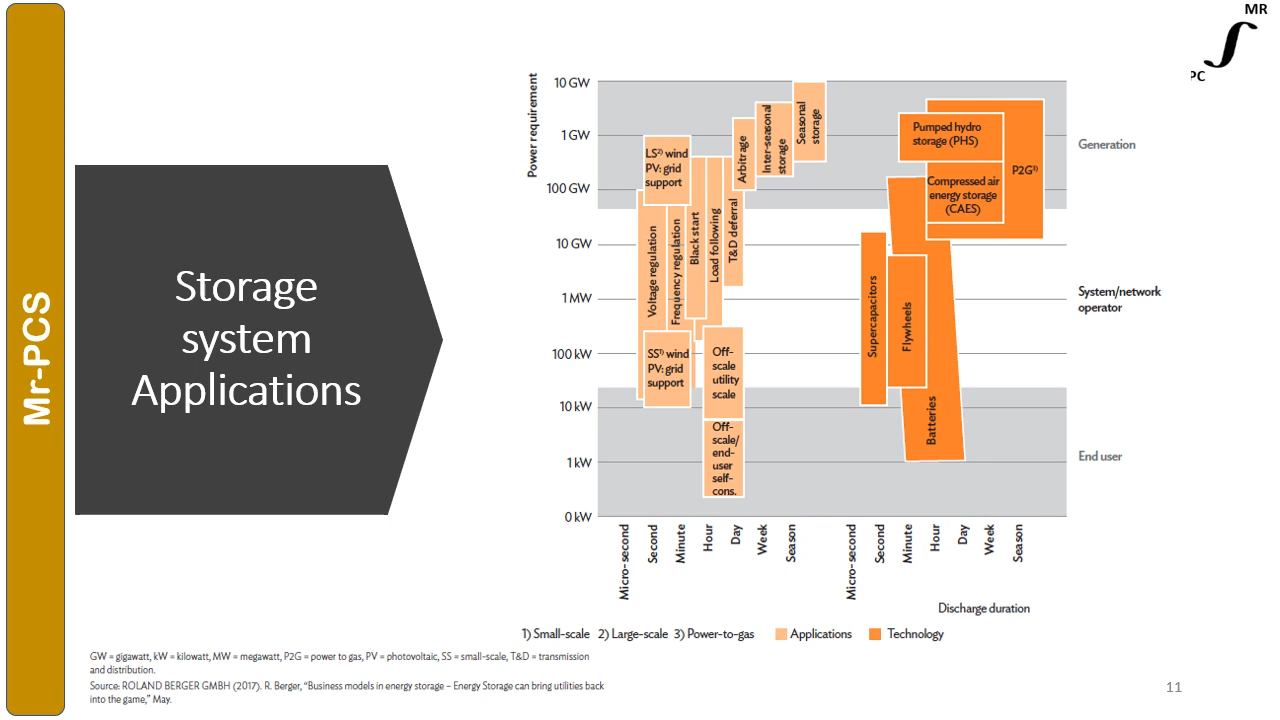 MR
PC
Mr-PCS
Storage
system
Applications
Power requirement
10 GW
1 GW
100 GW
10 GW
1 MW
100 kW
10 kW
1 kW
0 kW
LS²⁾ wind
PV: grid
support
Voltage regulation
Frequency regulation
Black start
Load following
T&D deferral
Arbitrage
Inter-seasonal
storage
Seasonal
storage
SS¹⁾ wind
PV: grid
support
Off-
scale
utility
scale
Off-
scale/
end-
user
self-
cons.
Supercapacitors
Flywheels
Batteries
Pumped hydro
storage (PHS)
Compressed air
energy storage
(CAES)
P2G³⁾
Generation
System/network
operator
End user
Micro-second
Second
Minute
Hour
Day
Week
Season
Micro-second
Second
Minute
Hour
Day
Week
Season
Discharge duration
1) Small-scale 2) Large-scale 3) Power-to-gas Applications Technology
GW = gigawatt, kW = kilowatt, MW = megawatt, P2G = power to gas, PV = photovoltaic, SS = small-scale, T&D = transmission
and distribution.
Source: ROLAND BERGER GMBH (2017). R. Berger, “Business models in energy storage – Energy Storage can bring utilities back
into the game,” May.
11